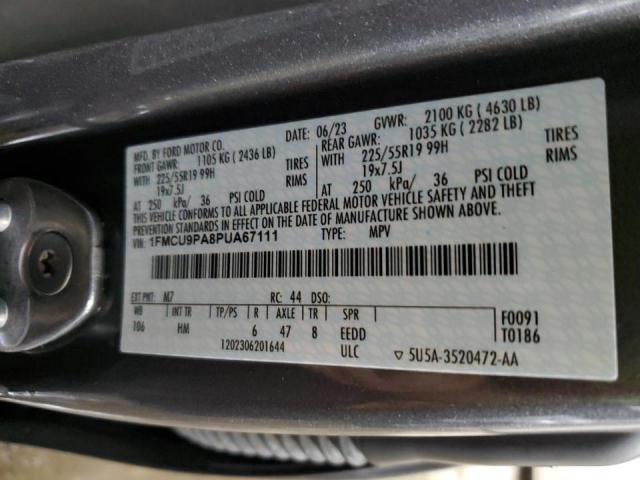 MFD. BY FORD MOTOR CO.
DATE: 06/23 GVWR: 2100 KG ( 4630 LB)
FRONT GAWR: 1105 KG ( 2436 LB) REAR GAWR: 1035 KG ( 2282 LB)
WITH 225/55R19 99H TIRES WITH 225/55R19 99H TIRES
19x7.5J RIMS 19x7.5J RIMS
AT 250 kPa/ 36 PSI COLD AT 250 kPa/ 36 PSI COLD
THIS VEHICLE CONFORMS TO ALL APPLICABLE FEDERAL MOTOR VEHICLE SAFETY AND THEFT
PREVENTION STANDARDS IN EFFECT ON THE DATE OF MANUFACTURE SHOWN ABOVE.
VIN: 1FMCU9PA8PUA67111 TYPE: MPV
EXT PNT: M7 RC: 44 DSO:
WB INT TR TP/PS R AXLE TR SPR F0091
106 HM 6 47 8 EEDD T0186
1202306201644 ULC ▽ 5U5A-3520472-AA